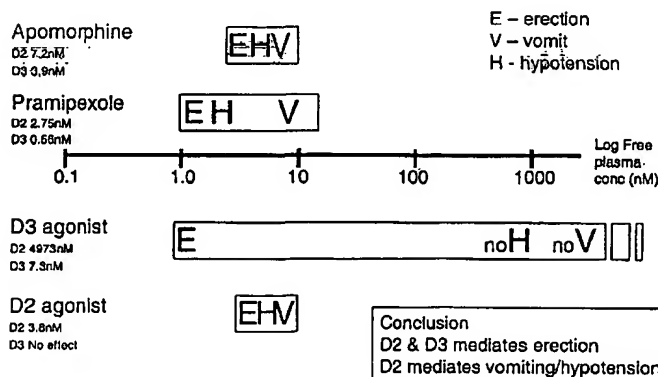 Apomorphine
D2 7.2nM
D3 0.9nM
EHV
E – erection
V – vomit
H - hypotension
Pramipexole
D2 2.75nM
D3 0.56nM
E H V
0.1 1.0 10 100 1000
Log Free
plasma
conc (nM)
D3 agonist
D2 4973nM
D3 7.3nM
E noH noV
D2 agonist
D2 3.8nM
D3 No effect
EHV
Conclusion
D2 & D3 mediates erection
D2 mediates vomiting/hypotension